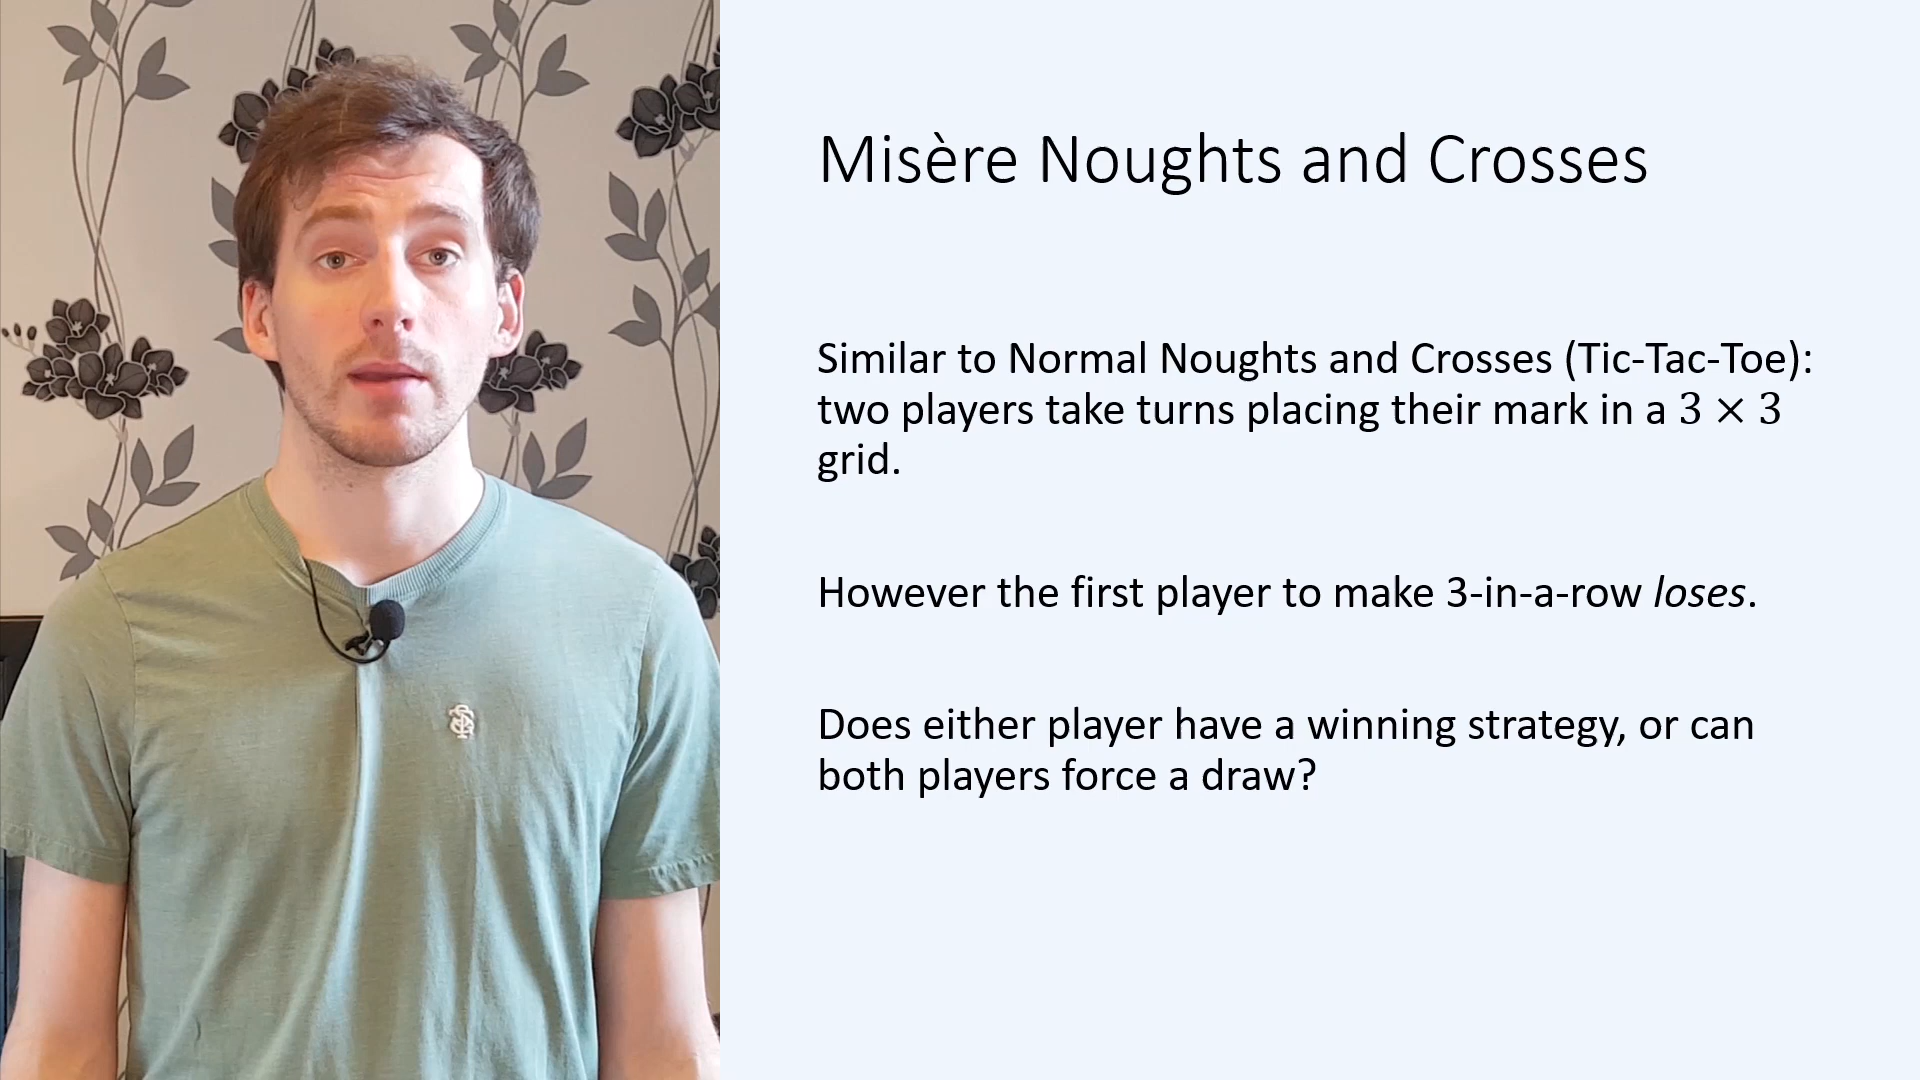 Misère Noughts and Crosses
Similar to Normal Noughts and Crosses (Tic-Tac-Toe):
two players take turns placing their mark in a 3 × 3
grid.
However the first player to make 3-in-a-row loses.
Does either player have a winning strategy, or can
both players force a draw?